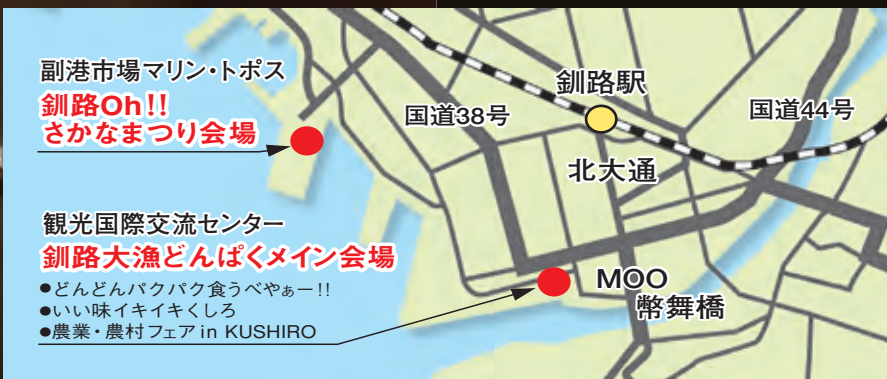 副港市場マリン・トポス
釧路Oh!!
さかなまつり会場
釧路駅
国道38号
国道44号
北大通
観光国際交流センター
釧路大漁どんぱくメイン会場
●どんどんパクパク食うべやぁー!!
●いい味イキイキくしろ
●農業・農村フェア in KUSHIRO
MOO
幣舞橋